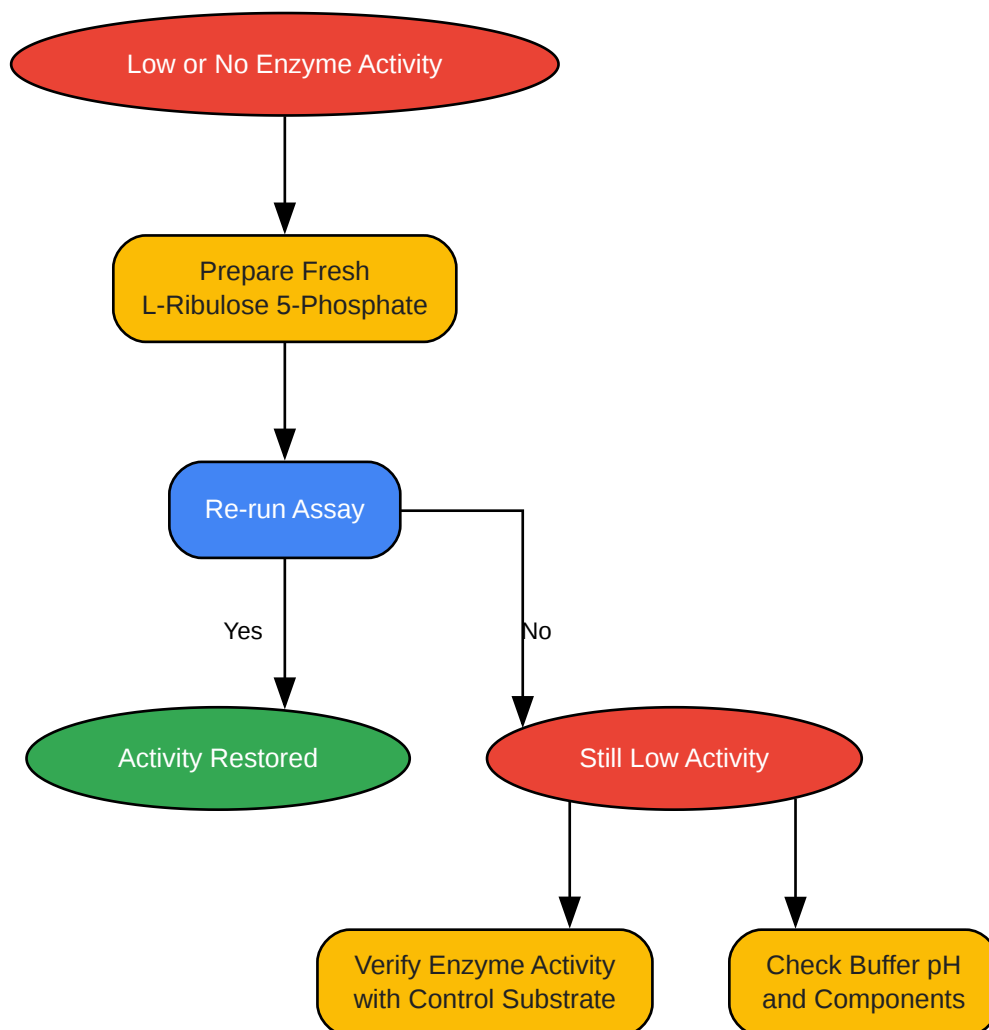 Low or No Enzyme Activity
Prepare Fresh
L-Ribulose 5-Phosphate
Re-run Assay
Yes
No
Activity Restored
Still Low Activity
Verify Enzyme Activity
with Control Substrate
Check Buffer pH
and Components